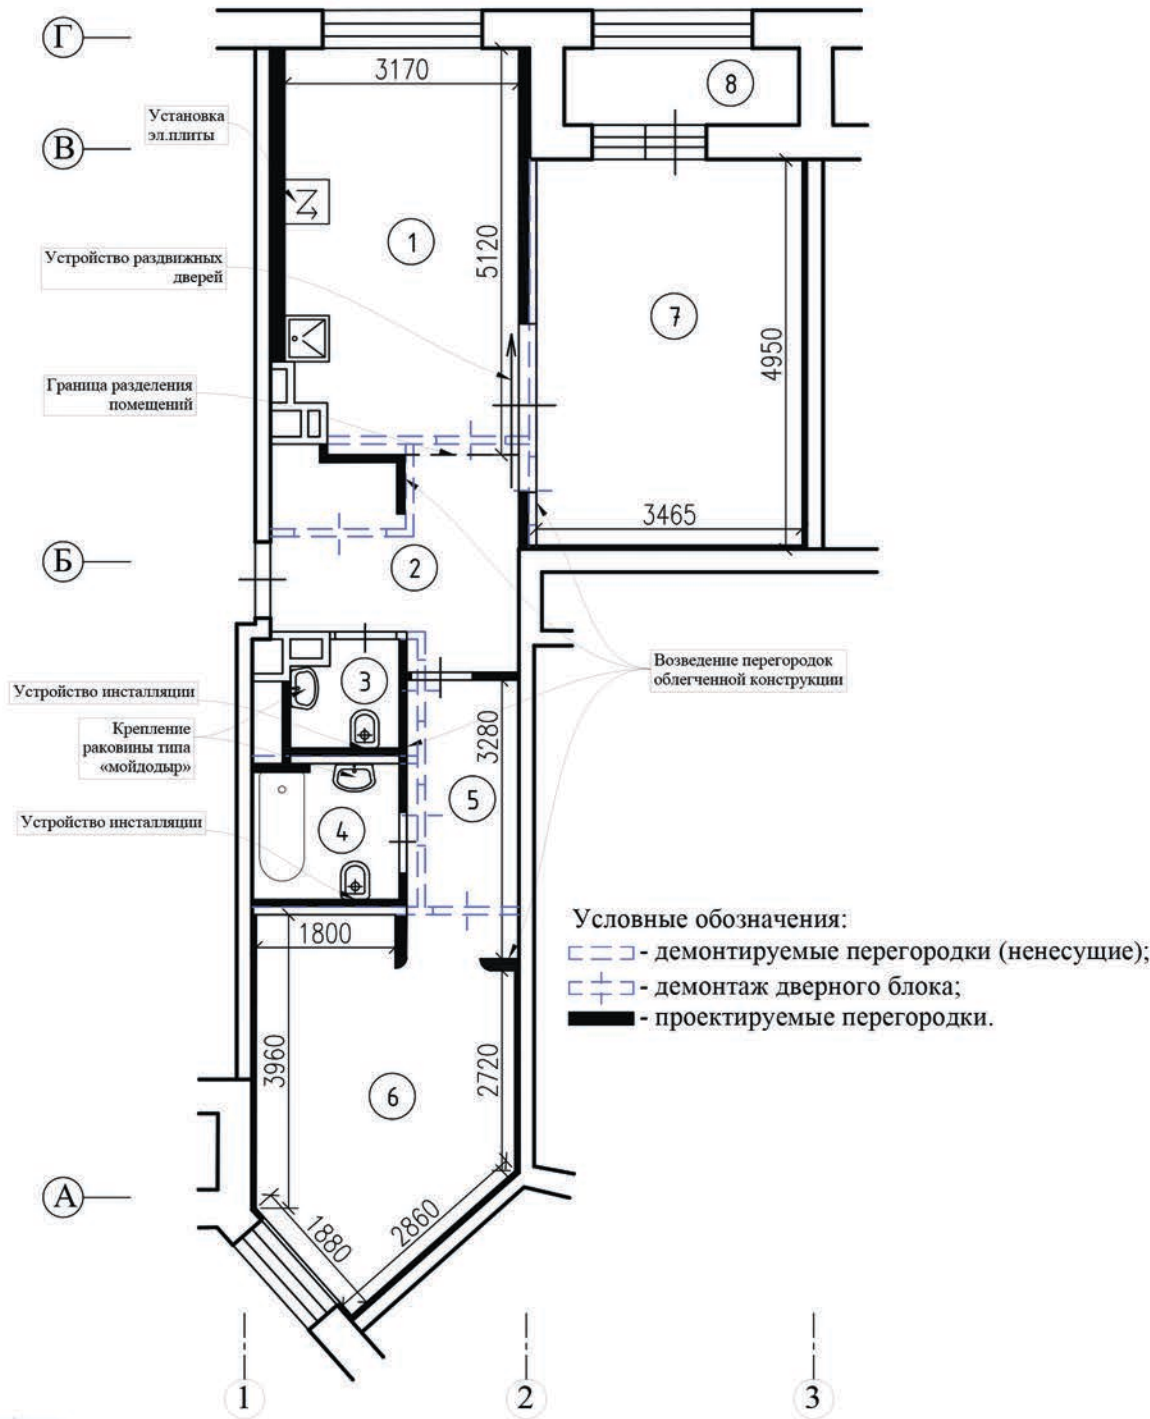 Г
3170
8
Установка
эл.плиты
В
1
5120
Устройство раздвижных
дверей
7
4950
Граница разделения
помещений
3465
Б
2
Возведение перегородок
облегченной конструкции
3
Устройство инсталляции
Крепление
раковины типа
«мойдодыр»
3280
5
Устройство инсталляции
4
1800
Условные обозначения:
- демонтируемые перегородки (ненесущие);
- демонтаж дверного блока;
- проектируемые перегородки.
3960
2720
6
А
1880
2860
1
2
3